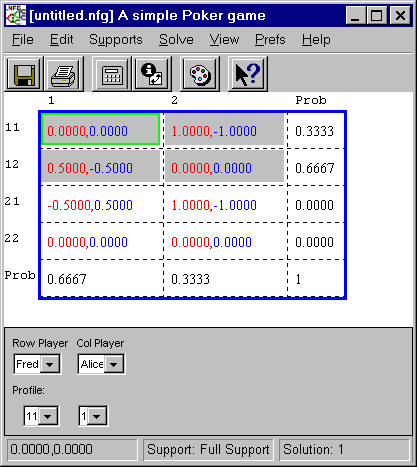 [untitled.nfg] A simple Poker game
File Edit Supports Solve View Prefs Help
1 2 Prob
11 0.0000,0.0000 1.0000,-1.0000 0.3333
12 0.5000,-0.5000 0.0000,0.0000 0.6667
21 -0.5000,0.5000 1.0000,-1.0000 0.0000
22 0.0000,0.0000 0.0000,0.0000 0.0000
Prob 0.6667 0.3333 1
Row Player Col Player
Fred Alice
Profile:
11 1
0.0000,0.0000 Support: Full Support Solution: 1